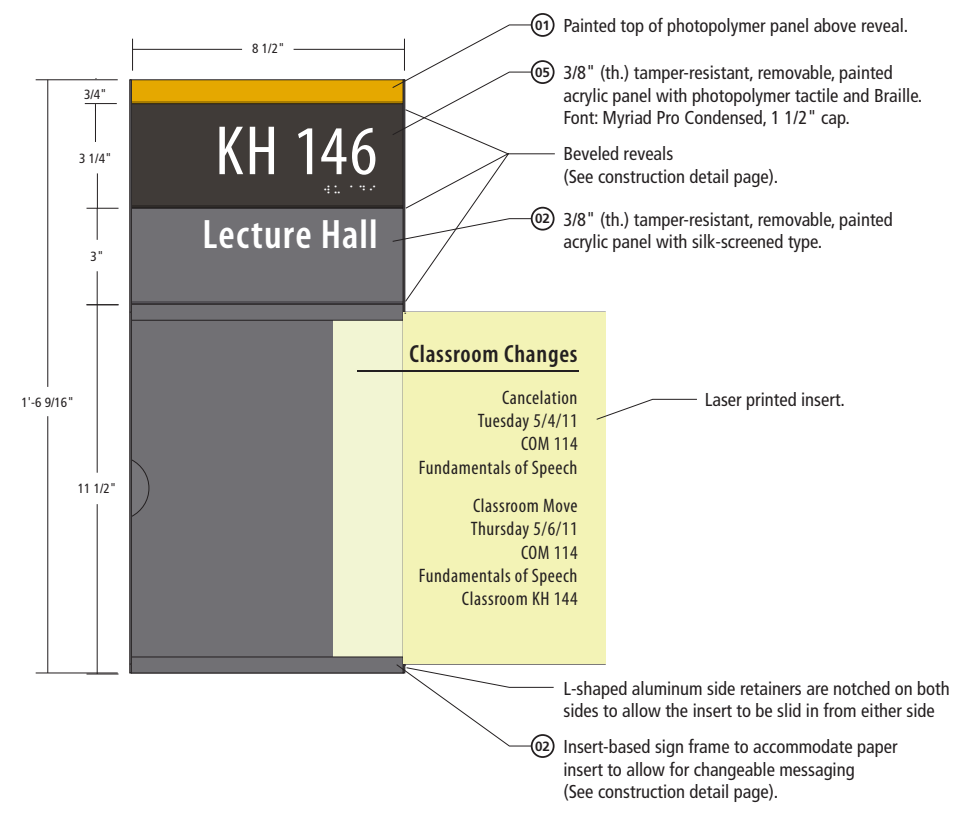 01 Painted top of photopolymer panel above reveal.
8 1/2"
05 3/8" (th.) tamper-resistant, removable, painted
acrylic panel with photopolymer tactile and Braille.
Font: Myriad Pro Condensed, 1 1/2" cap.
3/4"
KH 146
3 1/4"
Beveled reveals
(See construction detail page).
02 3/8" (th.) tamper-resistant, removable, painted
acrylic panel with silk-screened type.
Lecture Hall
3"
Classroom Changes
Cancelation
Tuesday 5/4/11
COM 114
Fundamentals of Speech
Classroom Move
Thursday 5/6/11
COM 114
Fundamentals of Speech
Classroom KH 144
Laser printed insert.
1'-6 9/16"
11 1/2"
L-shaped aluminum side retainers are notched on both
sides to allow the insert to be slid in from either side
02 Insert-based sign frame to accommodate paper
insert to allow for changeable messaging
(See construction detail page).